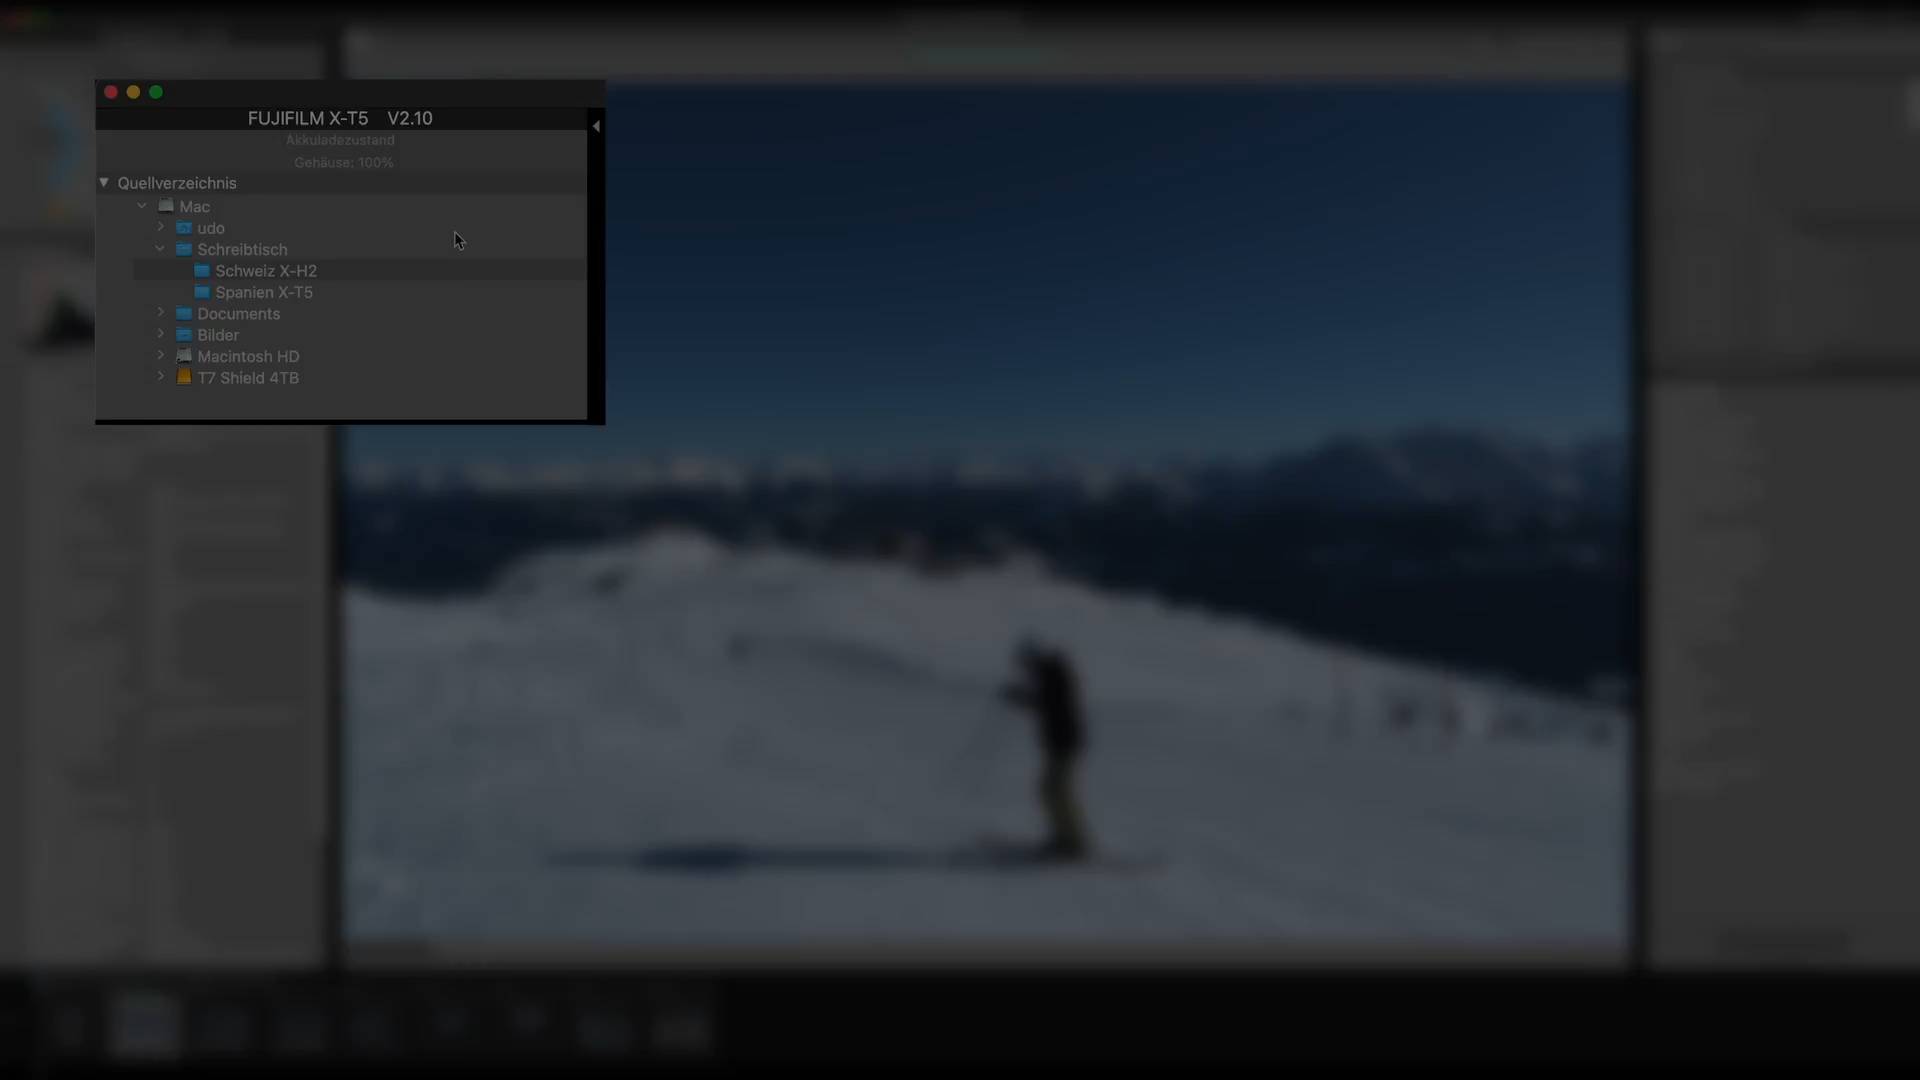 FUJIFILM X-T5 V2.10
Akkuladezustand
Gehäuse: 100%
Quellverzeichnis
Mac
udo
Schreibtisch
Schweiz X-H2
Spanien X-T5
Documents
Bilder
Macintosh HD
T7 Shield 4TB